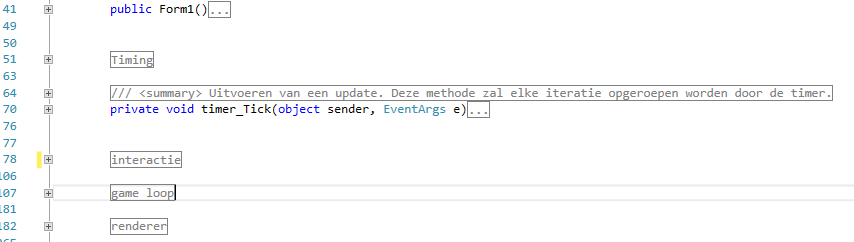 41 public Form1()...
49
50
51 Timing
63
64 /// <summary> Uitvoeren van een update. Deze methode zal elke iteratie opgeroepen worden door de timer.
70 private void timer_Tick(object sender, EventArgs e)...
76
77
78 interactie
106
107 game loop
181
182 renderer